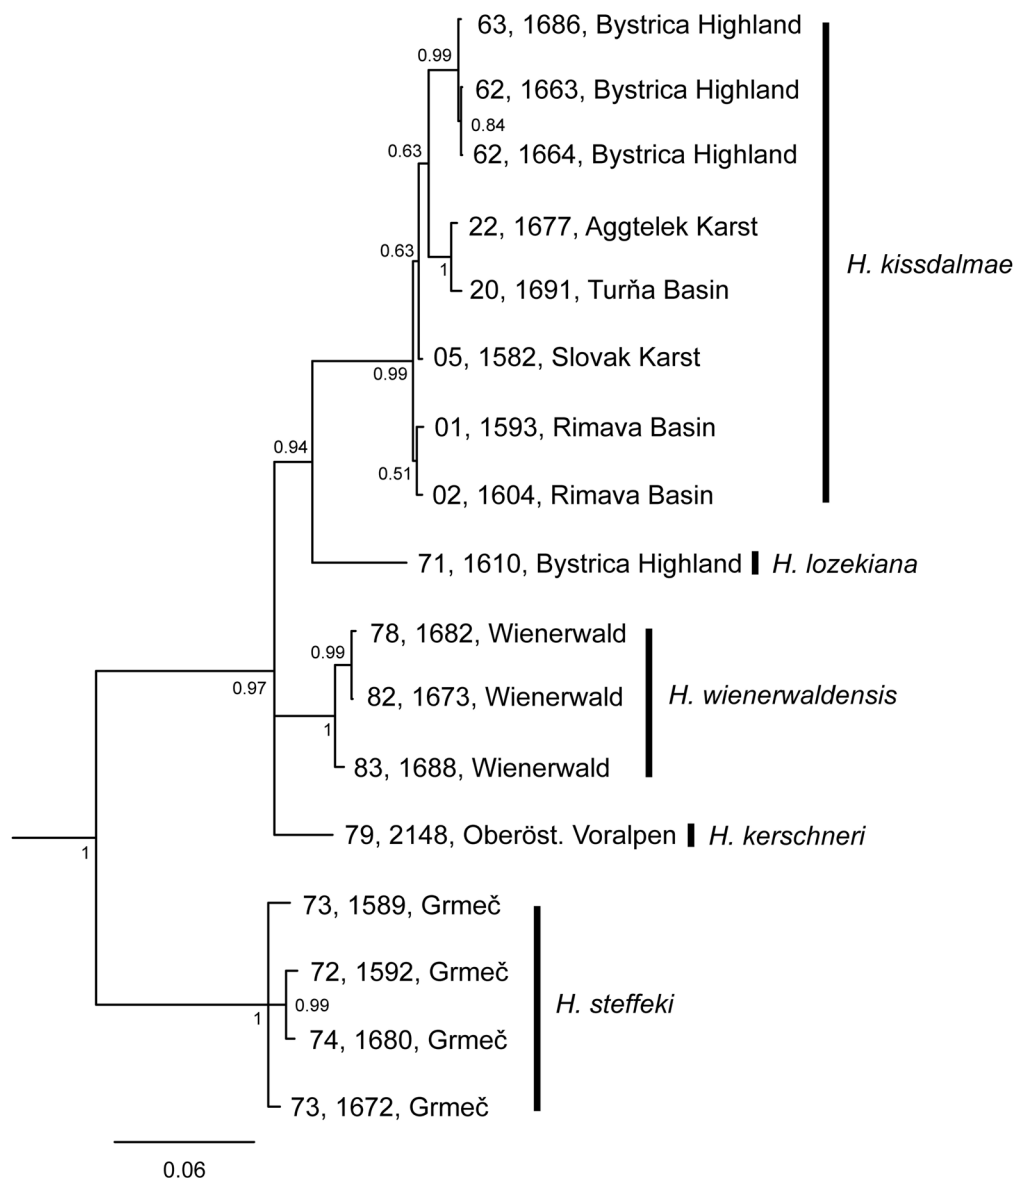 63, 1686, Bystrica Highland
0.99
62, 1663, Bystrica Highland
0.84
62, 1664, Bystrica Highland
0.63
22, 1677, Aggtelek Karst
0.63
1
H. kissdalmae
20, 1691, Turňa Basin
05, 1582, Slovak Karst
0.99
01, 1593, Rimava Basin
0.94
0.51
02, 1604, Rimava Basin
71, 1610, Bystrica Highland
H. lozekiana
78, 1682, Wienerwald
0.99
0.97
82, 1673, Wienerwald
H. wienerwaldensis
1
83, 1688, Wienerwald
79, 2148, Oberöst. Voralpen
H. kerschneri
1
73, 1589, Grmeč
72, 1592, Grmeč
0.99
H. steffeki
1
74, 1680, Grmeč
73, 1672, Grmeč
0.06